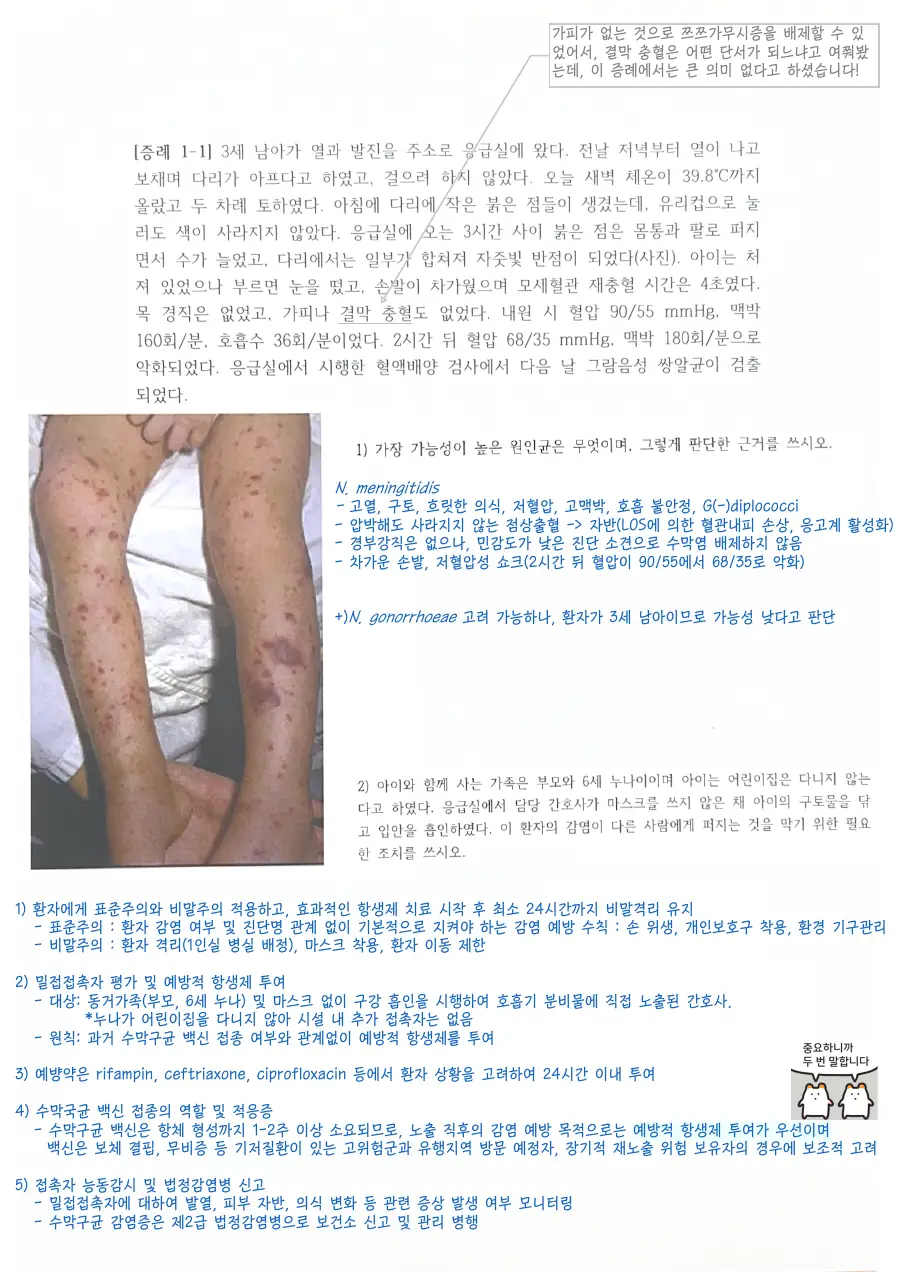 가피가 없는 것으로 쯔쯔가무시증을 배제할 수 있
었어서, 결막 충혈은 어떤 단서가 되느냐고 여쭤봤
는데, 이 증례에서는 큰 의미 없다고 하셨습니다!
[증례 1-1] 3세 남아가 열과 발진을 주소로 응급실에 왔다. 전날 저녁부터 열이 나고
보채며 다리가 아프다고 하였고, 걸으려 하지 않았다. 오늘 새벽 체온이 39.8℃까지
올랐고 두 차례 토하였다. 아침에 다리에 작은 붉은 점들이 생겼는데, 유리컵으로 눌
러도 색이 사라지지 않았다. 응급실에 오는 3시간 사이 붉은 점은 몸통과 팔로 퍼지
면서 수가 늘었고, 다리에서는 일부가 합쳐져 자줏빛 반점이 되었다(사진). 아이는 처
져 있었으나 부르면 눈을 떴고, 손발이 차가웠으며 모세혈관 재충혈 시간은 4초였다.
목 경직은 없었고, 가피나 결막 충혈도 없었다. 내원 시 혈압 90/55 mmHg, 맥박
160회/분, 호흡수 36회/분이었다. 2시간 뒤 혈압 68/35 mmHg, 맥박 180회/분으로
악화되었다. 응급실에서 시행한 혈액배양 검사에서 다음 날 그람음성 쌍알균이 검출
되었다.
1) 가장 가능성이 높은 원인균은 무엇이며, 그렇게 판단한 근거를 쓰시오.
N. meningitidis
- 고열, 구토, 흐릿한 의식, 저혈압, 고맥박, 호흡 불안정, G(-)diplococci
- 압박해도 사라지지 않는 점상출혈 -> 자반(LOS에 의한 혈관내피 손상, 응고계 활성화)
- 경부강직은 없으나, 민감도가 낮은 진단 소견으로 수막염 배제하지 않음
- 차가운 손발, 저혈압성 쇼크(2시간 뒤 혈압이 90/55에서 68/35로 악화)
+)N. gonorrhoeae 고려 가능하나, 환자가 3세 남아이므로 가능성 낮다고 판단
2) 아이와 함께 사는 가족은 부모와 6세 누나이이며 아이는 어린이집은 다니지 않는
다고 하였다. 응급실에서 담당 간호사가 마스크를 쓰지 않은 채 아이의 구토물을 닦
고 입안을 흡인하였다. 이 환자의 감염이 다른 사람에게 퍼지는 것을 막기 위한 필요
한 조치를 쓰시오.
1) 환자에게 표준주의와 비말주의 적용하고, 효과적인 항생제 치료 시작 후 최소 24시간까지 비말격리 유지
- 표준주의 : 환자 감염 여부 및 진단명 관계 없이 기본적으로 지켜야 하는 감염 예방 수칙 : 손 위생, 개인보호구 착용, 환경 기구관리
- 비말주의 : 환자 격리(1인실 병실 배정), 마스크 착용, 환자 이동 제한
2) 밀접접촉자 평가 및 예방적 항생제 투여
- 대상: 동거가족(부모, 6세 누나) 및 마스크 없이 구강 흡인을 시행하여 호흡기 분비물에 직접 노출된 간호사.
*누나가 어린이집을 다니지 않아 시설 내 추가 접촉자는 없음
- 원칙: 과거 수막구균 백신 접종 여부와 관계없이 예방적 항생제를 투여
중요하니까
두 번 말합니다
3) 예뱡약은 rifampin, ceftriaxone, ciprofloxacin 등에서 환자 상황을 고려하여 24시간 이내 투여
4) 수막국균 백신 접종의 역할 및 적응증
- 수막구균 백신은 항체 형성까지 1-2주 이상 소요되므로, 노출 직후의 감염 예방 목적으로는 예방적 항생제 투여가 우선이며
백신은 보체 결핍, 무비증 등 기저질환이 있는 고위험군과 유행지역 방문 예정자, 장기적 재노출 위험 보유자의 경우에 보조적 고려
5) 접촉자 능동감시 및 법정감염병 신고
- 밀접접촉자에 대하여 발열, 피부 자반, 의식 변화 등 관련 증상 발생 여부 모니터링
- 수막구균 감염증은 제2급 법정감염병으로 보건소 신고 및 관리 병행